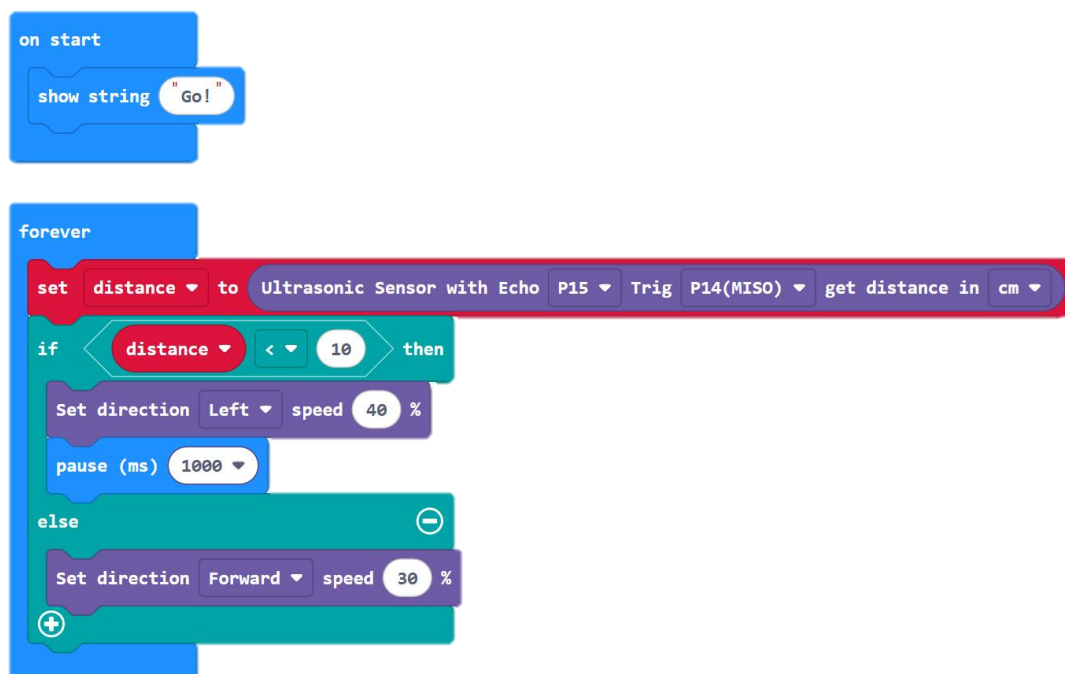 on start
show string "Go!"
forever
set distance to Ultrasonic Sensor with Echo P15 Trig P14(MISO) get distance in cm
if distance < 10 then
Set direction Left speed 40 %
pause (ms) 1000
else
Set direction Forward speed 30 %